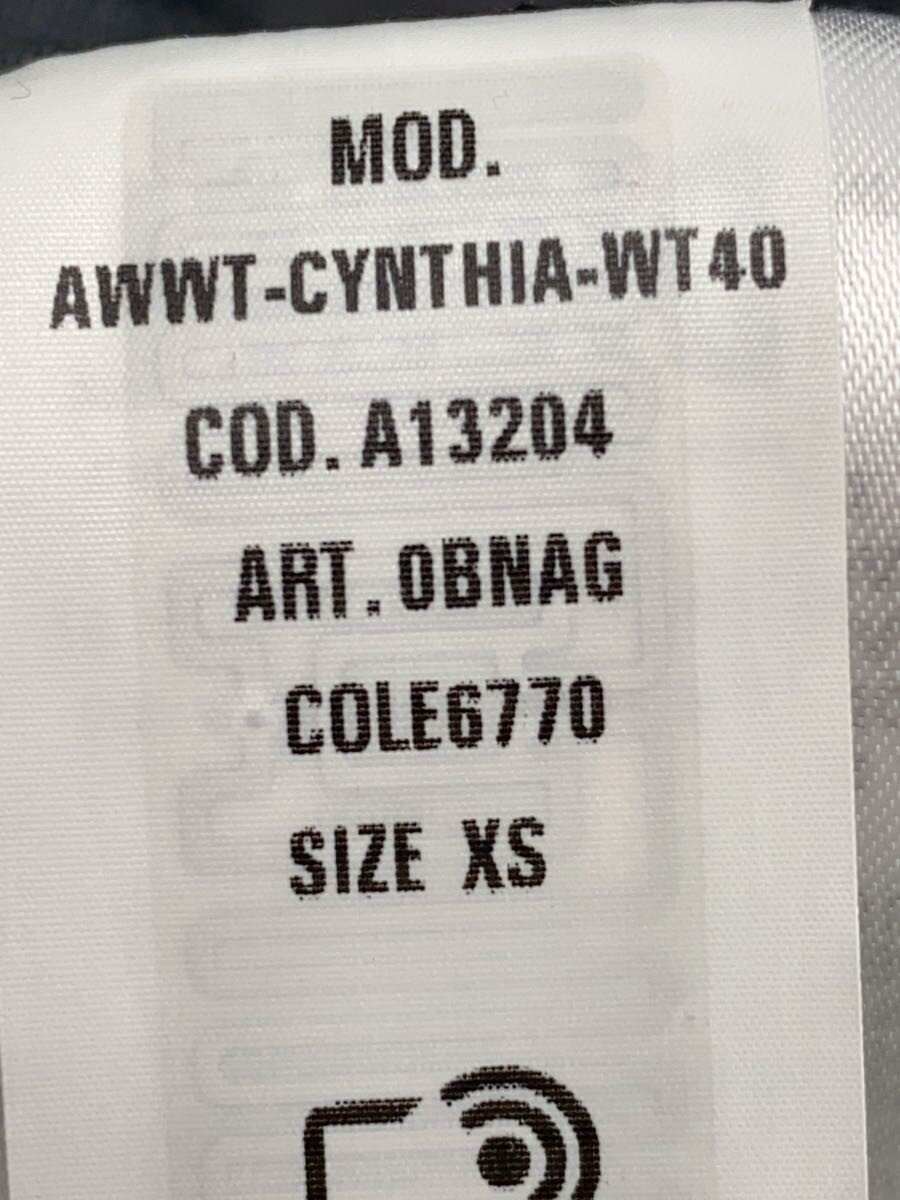 MOD.
AWWT-CYNTHIA-WT40
COD. A13204
ART. 0BNAG
COLE6770
SIZE XS